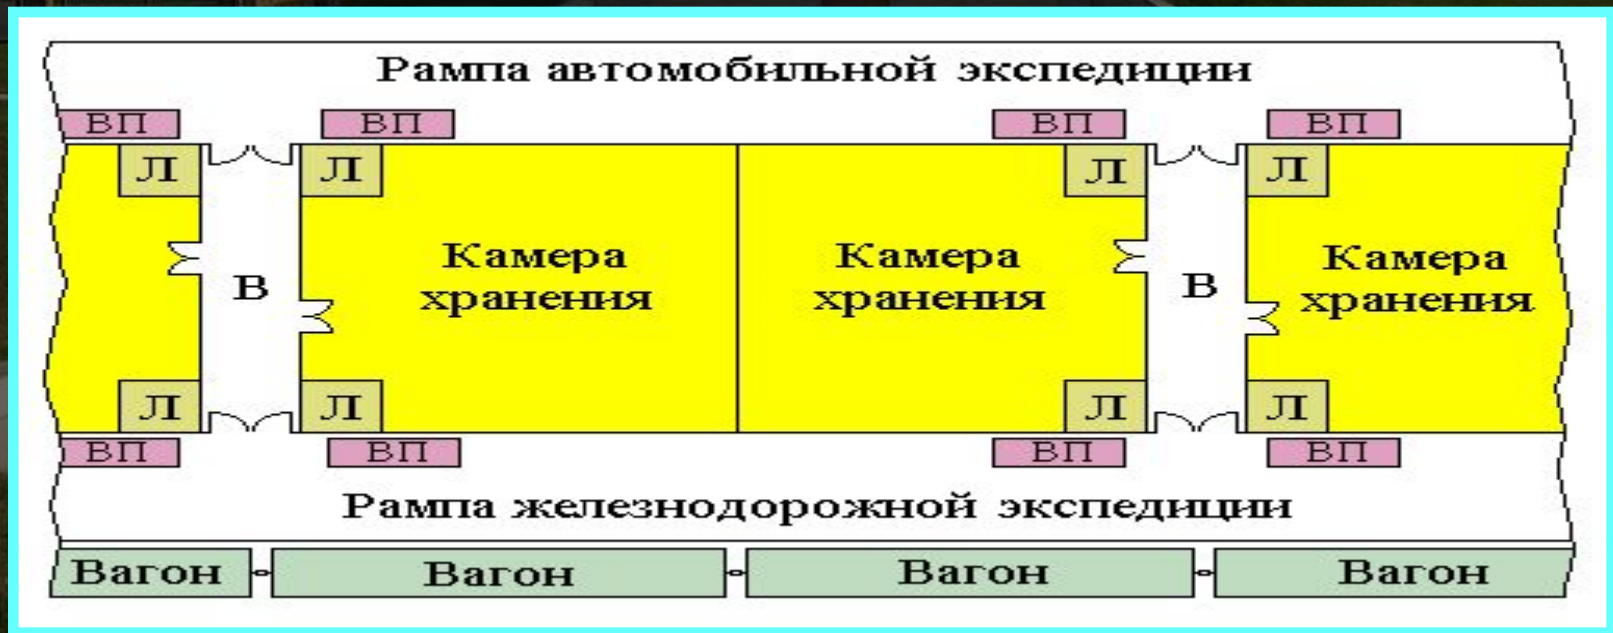 Рампа автомобильной экспедиции
ВП ВП ВП ВП
Л Л Л Л
Камера хранения
Камера хранения
Камера хранения
В В
Л Л Л Л
ВП ВП ВП ВП
Рампа железнодорожной экспедиции
Вагон Вагон Вагон Вагон